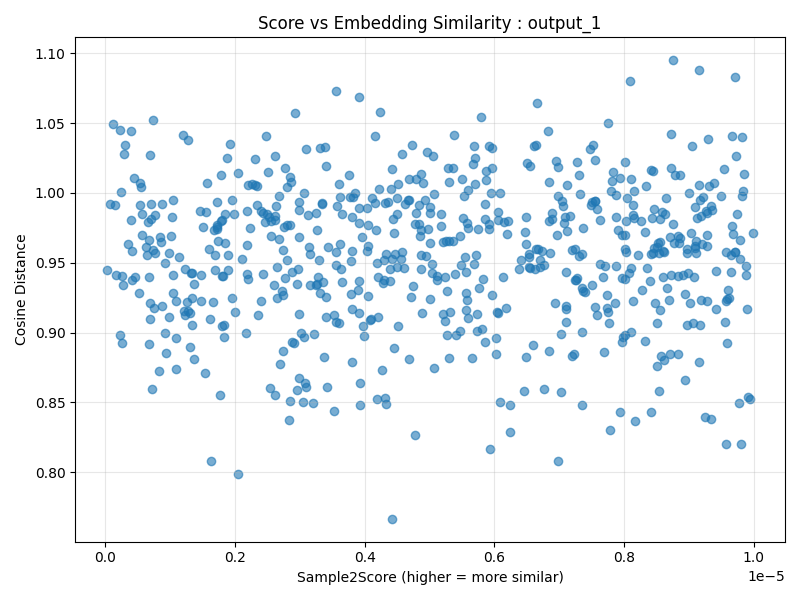 Score vs Embedding Similarity : output_1
Cosine Distance
1.10
1.05
1.00
0.95
0.90
0.85
0.80
0.0 0.2 0.4 0.6 0.8 1.0
1e−5
Sample2Score (higher = more similar)